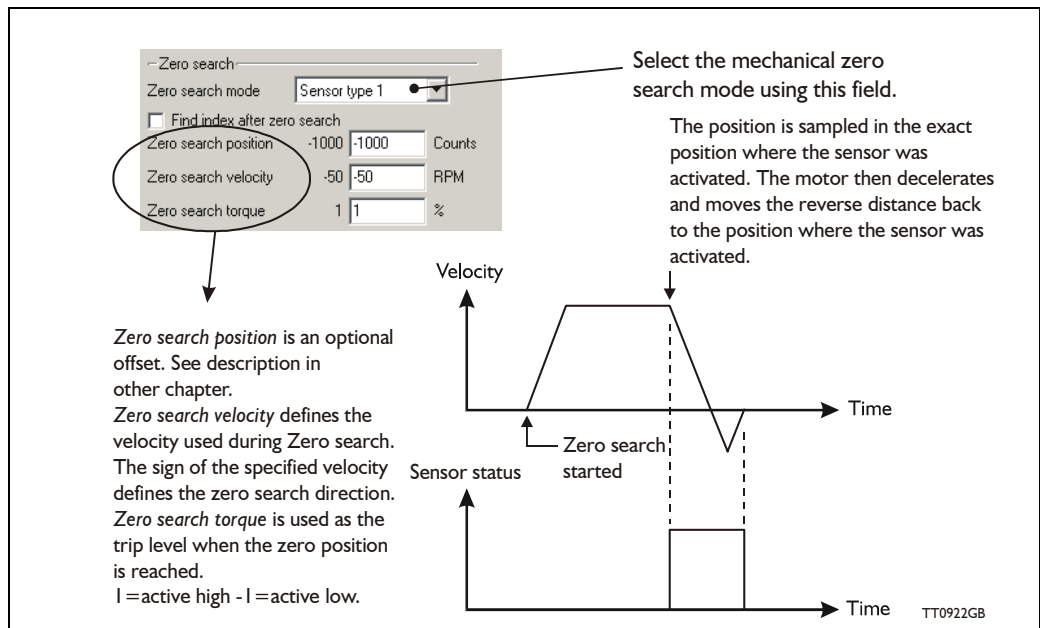 Zero search
Zero search mode Sensor type 1
Find index after zero search
Zero search position -1000 -1000 Counts
Zero search velocity -50 -50 RPM
Zero search torque 1 1 %
Select the mechanical zero
search mode using this field.
The position is sampled in the exact
position where the sensor was
activated. The motor then decelerates
and moves the reverse distance back
to the position where the sensor was
activated.
Zero search position is an optional
offset. See description in
other chapter.
Zero search velocity defines the
velocity used during Zero search.
The sign of the specified velocity
defines the zero search direction.
Zero search torque is used as the
trip level when the zero position
is reached.
1=active high -1=active low.
Velocity
Time
Zero search
started
Sensor status
Time
TT0922GB